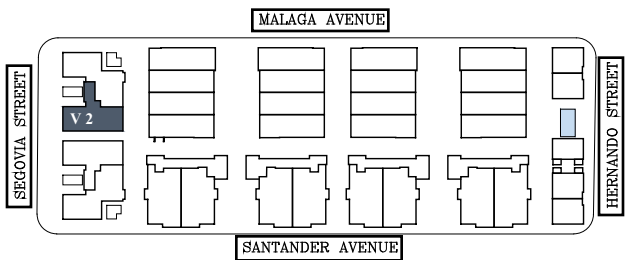 MALAGA AVENUE
SEGOVIA STREET
V 2
HERNANDO STREET
SANTANDER AVENUE